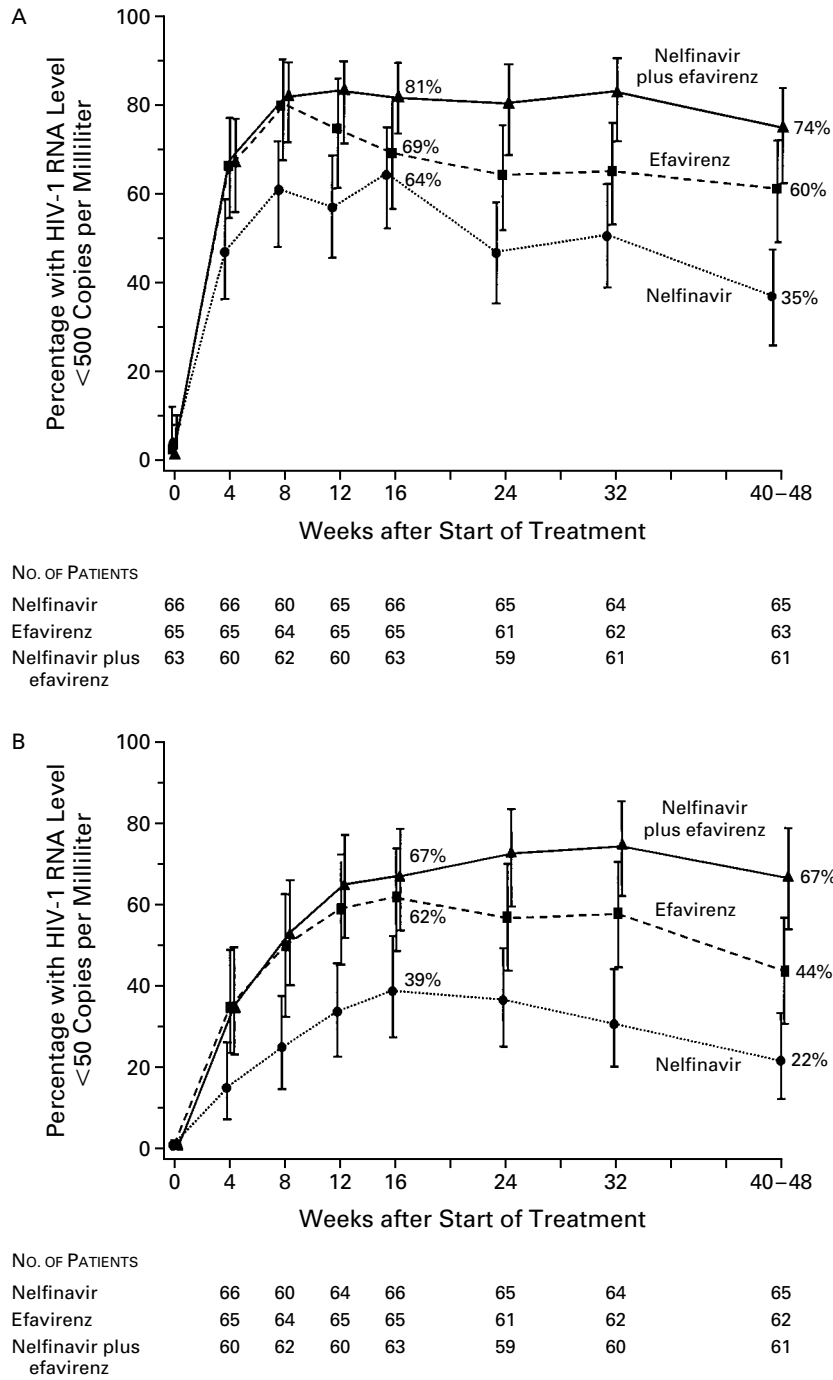 A
Percentage with HIV-1 RNA Level
<500 Copies per Milliliter
100
80
60
40
20
0
Nelfinavir
plus efavirenz
81%
74%
69%
Efavirenz
64%
60%
Nelfinavir
35%
0 4 8 12 16 24 32 40–48
Weeks after Start of Treatment
NO. OF PATIENTS
Nelfinavir 66 66 60 65 66 65 64 65
Efavirenz 65 65 64 65 65 61 62 63
Nelfinavir plus 63 60 62 60 63 59 61 61
efavirenz
B
Percentage with HIV-1 RNA Level
<50 Copies per Milliliter
100
80
60
40
20
0
Nelfinavir
plus efavirenz
67%
67%
Efavirenz
62%
44%
39%
Nelfinavir
22%
0 4 8 12 16 24 32 40–48
Weeks after Start of Treatment
NO. OF PATIENTS
Nelfinavir 66 60 64 66 65 64 65
Efavirenz 65 64 65 65 61 62 62
Nelfinavir plus 60 62 60 63 59 60 61
efavirenz